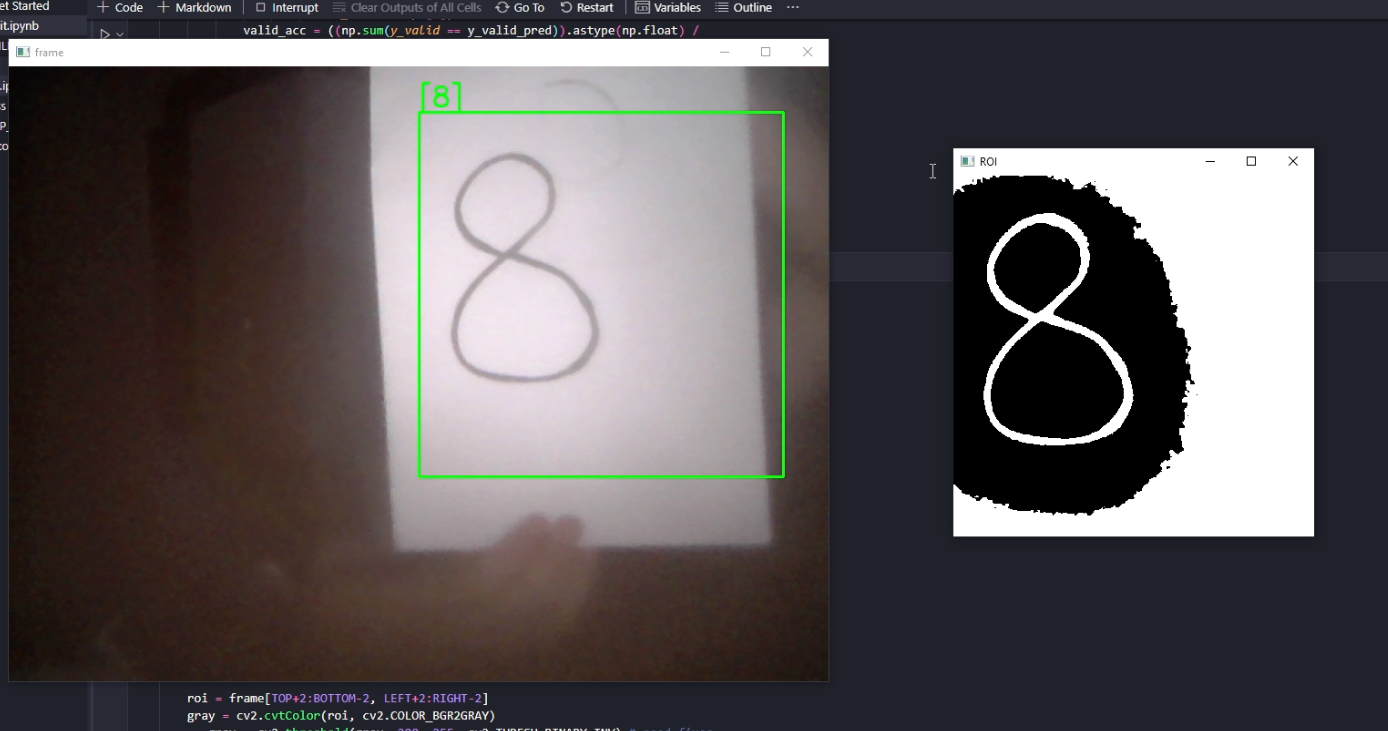 et Started
+ Code + Markdown Interrupt Clear Outputs of All Cells Go To Restart Variables Outline ...
it.ipynb
valid_acc = ((np.sum(y_valid == y_valid_pred)).astype(np.float) /
frame
[8]
8
ROI
8
roi = frame[TOP+2:BOTTOM-2, LEFT+2:RIGHT-2]
gray = cv2.cvtColor(roi, cv2.COLOR_BGR2GRAY)